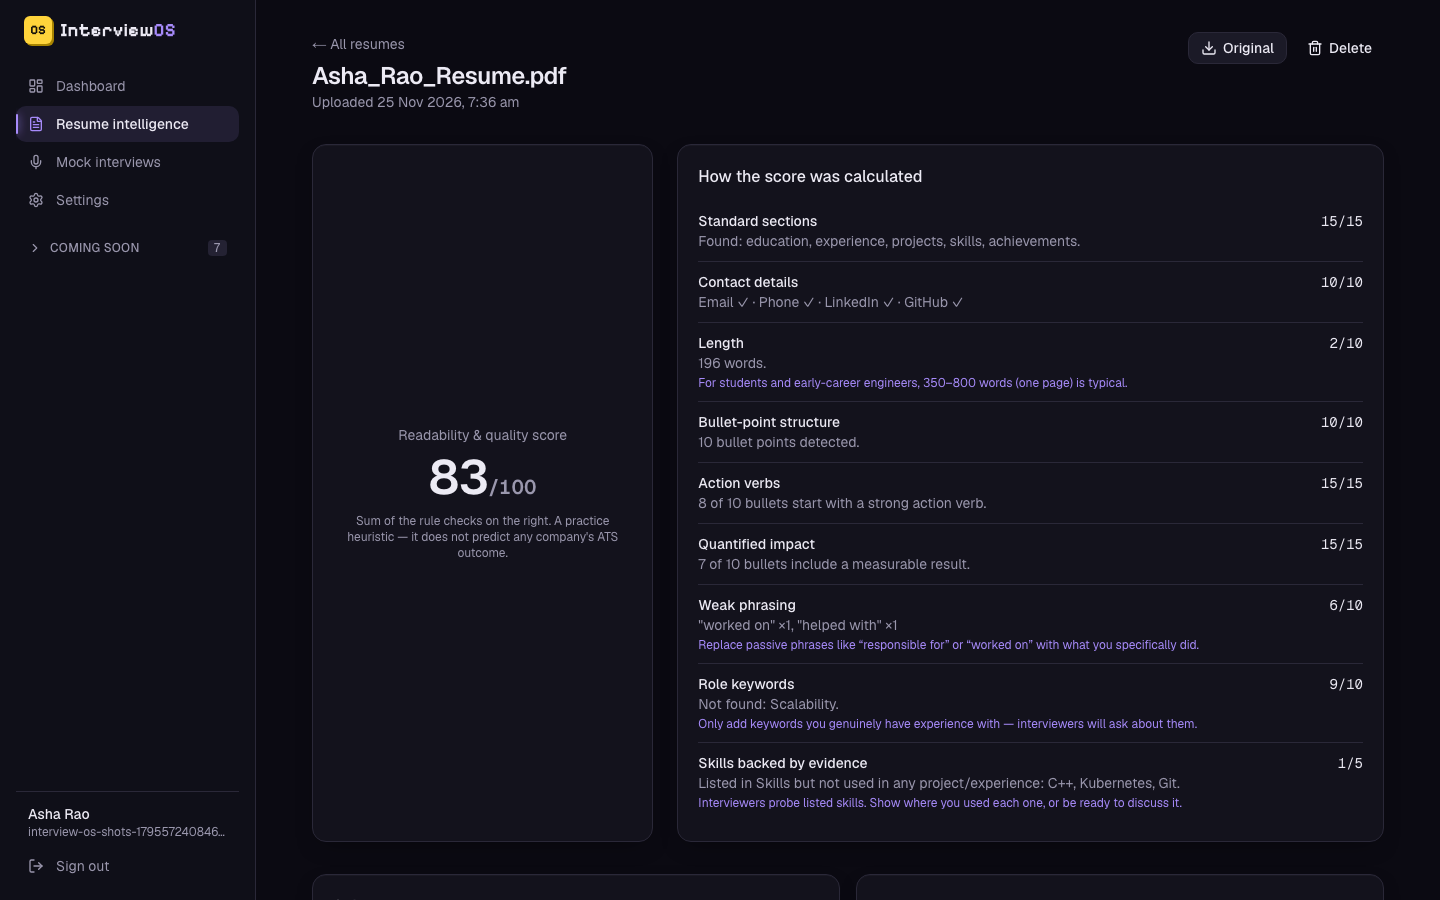 OS InterviewOS
Dashboard
Resume intelligence
Mock interviews
Settings
COMING SOON 7
Asha Rao
interview-os-shots-179557240846...
Sign out
← All resumes
Asha_Rao_Resume.pdf
Uploaded 25 Nov 2026, 7:36 am
Original
Delete
Readability & quality score
83/100
Sum of the rule checks on the right. A practice
heuristic — it does not predict any company's ATS
outcome.
How the score was calculated
Standard sections 15/15
Found: education, experience, projects, skills, achievements.
Contact details 10/10
Email ✓ · Phone ✓ · LinkedIn ✓ · GitHub ✓
Length 2/10
196 words.
For students and early-career engineers, 350–800 words (one page) is typical.
Bullet-point structure 10/10
10 bullet points detected.
Action verbs 15/15
8 of 10 bullets start with a strong action verb.
Quantified impact 15/15
7 of 10 bullets include a measurable result.
Weak phrasing 6/10
"worked on" ×1, "helped with" ×1
Replace passive phrases like “responsible for” or “worked on” with what you specifically did.
Role keywords 9/10
Not found: Scalability.
Only add keywords you genuinely have experience with — interviewers will ask about them.
Skills backed by evidence 1/5
Listed in Skills but not used in any project/experience: C++, Kubernetes, Git.
Interviewers probe listed skills. Show where you used each one, or be ready to discuss it.